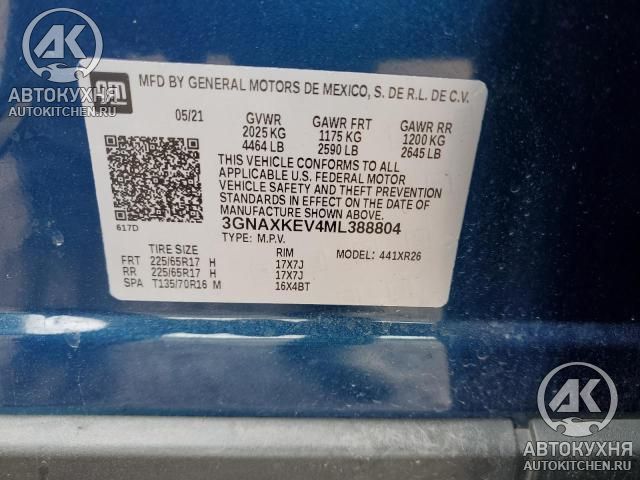 AK
АВТОКУХНЯ
AUTOKITCHEN.RU
GM
MFD BY GENERAL MOTORS DE MEXICO, S. DE R.L. DE C.V.
05/21 GVWR GAWR FRT GAWR RR
2025 KG 1175 KG 1200 KG
4464 LB 2590 LB 2645 LB
THIS VEHICLE CONFORMS TO ALL
APPLICABLE U.S. FEDERAL MOTOR
VEHICLE SAFETY AND THEFT PREVENTION
STANDARDS IN EFFECT ON THE DATE
OF MANUFACTURE SHOWN ABOVE.
617D
3GNAXKEV4ML388804
TYPE: M.P.V. MODEL: 441XR26
TIRE SIZE RIM
FRT 225/65R17 H 17X7J
RR 225/65R17 H 17X7J
SPA T135/70R16 M 16X4BT
AK
АВТОКУХНЯ
AUTOKITCHEN.RU